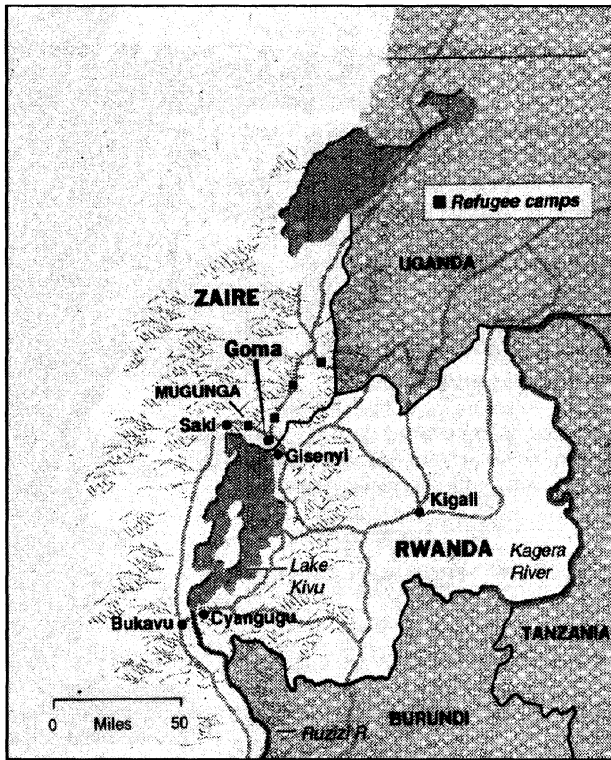 Refugee camps
UGANDA
ZAIRE
Goma
MUGUNGA
Saki
Gisenyi
Kigali
RWANDA
Kagera
River
Lake
Kivu
Bukavu
Cyangugu
TANZANIA
0 Miles 50
BURUNDI
Ruzizi R.